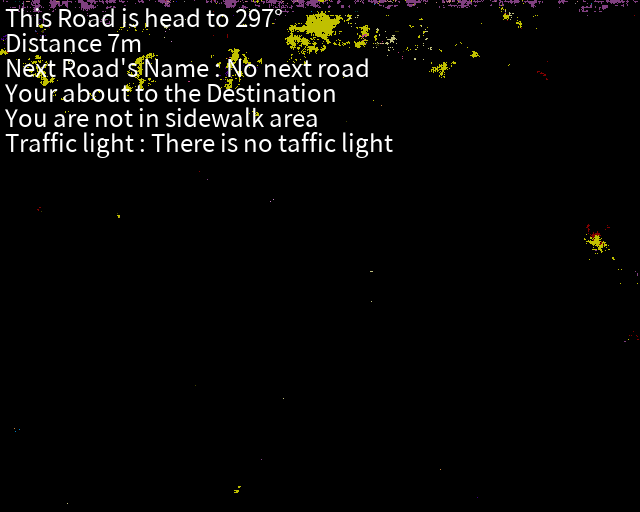 This Road is head to 297°
Distance 7m
Next Road's Name : No next road
Your about to the Destination
You are not in sidewalk area
Traffic light : There is no taffic light